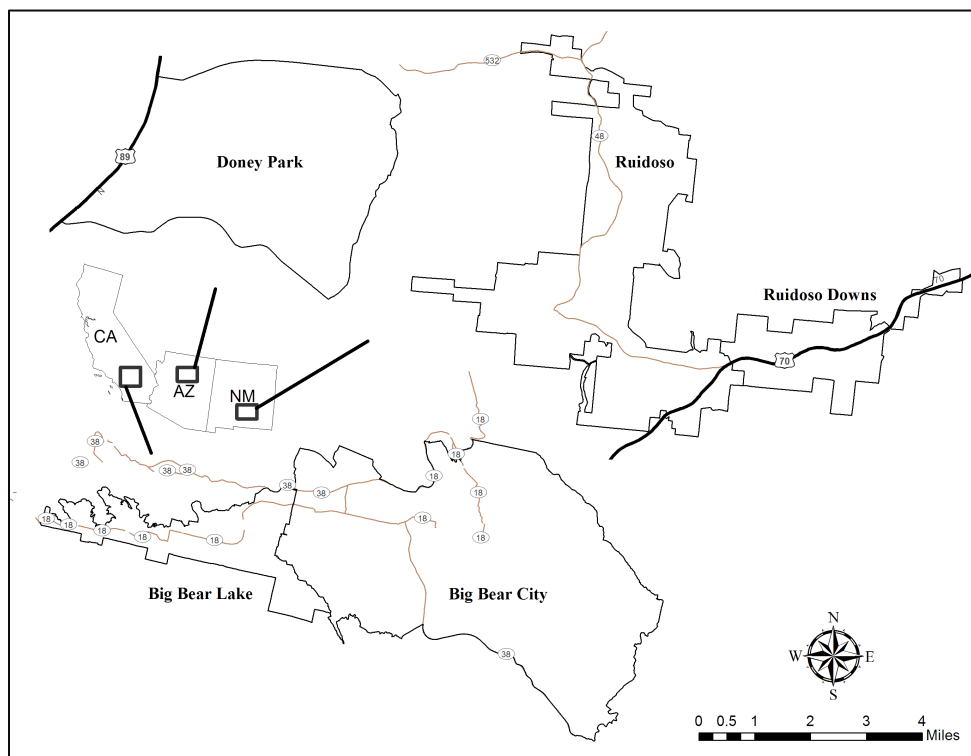 532
89
Doney Park
48
Ruidoso
N
70
Ruidoso Downs
CA
70
AZ
NM
18
38
18
38
38 38
18
38 38
18
18 18 18
18
18
18
18
Big Bear Lake
Big Bear City
38
N
W E
S
0 0.5 1 2 3 4
Miles